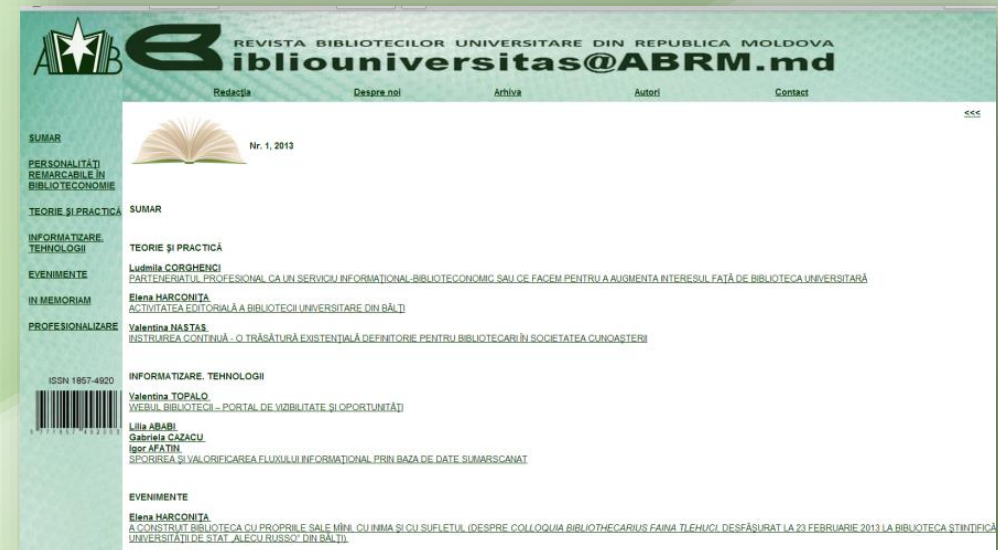 REVISTA BIBLIOTECILOR UNIVERSITARE DIN REPUBLICA MOLDOVA
A B
Bibliouniversitas@ABRM.md
Redacţia Despre noi Arhiva Autori Contact
<<<
SUMAR
PERSONALITĂŢI
REMARCABILE ÎN
BIBLIOTECONOMIE
TEORIE ŞI PRACTICĂ
INFORMATIZARE.
TEHNOLOGII
EVENIMENTE
IN MEMORIAM
PROFESIONALIZARE
ISSN 1857-4920
Nr. 1, 2013
SUMAR
TEORIE ŞI PRACTICĂ
Ludmila CORGHENCI
PARTENERIATUL PROFESIONAL CA UN SERVICIU INFORMAŢIONAL-BIBLIOTECONOMIC SAU CE FACEM PENTRU A AUGMENTA INTERESUL FAŢĂ DE BIBLIOTECA UNIVERSITARĂ
Elena HARCONIŢA
ACTIVITATEA EDITORIALĂ A BIBLIOTECII UNIVERSITARE DIN BĂLŢI
Valentina NASTAS
INSTRUIREA CONTINUĂ - O TRĂSĂTURĂ EXISTENŢIALĂ DEFINITORIE PENTRU BIBLIOTECARI ÎN SOCIETATEA CUNOAŞTERII
INFORMATIZARE. TEHNOLOGII
Valentina TOPALO
WEBUL BIBLIOTECII – PORTAL DE VIZIBILITATE ŞI OPORTUNITĂŢI
Lilia ABABI
Gabriela CAZACU
Igor AFATIN
SPORIREA ŞI VALORIFICAREA FLUXULUI INFORMAŢIONAL PRIN BAZA DE DATE SUMARSCANAT
EVENIMENTE
Elena HARCONIŢA
A CONSTRUIT BIBLIOTECA CU PROPRIILE SALE MÎINI, CU INIMA ŞI CU SUFLETUL (DESPRE COLLOQUIA BIBLIOTHECARIUS FAINA TLEHUCI, DESFĂŞURAT LA 23 FEBRUARIE 2013 LA BIBLIOTECA ŞTIINŢIFICĂ
UNIVERSITĂŢII DE STAT „ALECU RUSSO” DIN BĂLŢI).